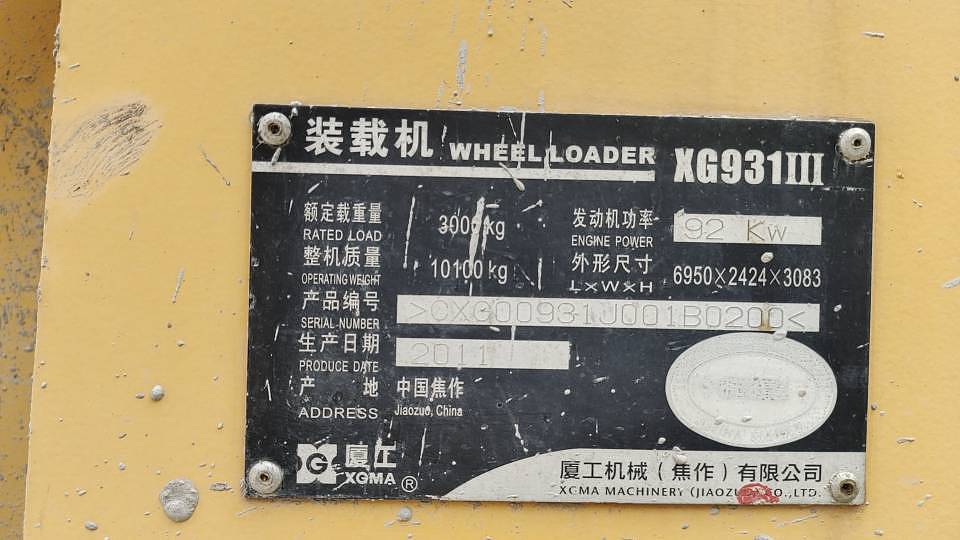 装载机 WHEEL LOADER XG931III
额定载重量 3000kg 发动机功率 92 Kw
RATED LOAD ENGINE POWER
整机质量 10100kg 外形尺寸 6950×2424×3083
OPERATING WEIGHT L×W×H
产品编号 >CXG00931J001B0200<
SERIAL NUMBER
生产日期 2011
PRODUCE DATE
产 地 中国焦作
ADDRESS Jiaozuo, China
G 厦工
XGMA ®
厦工机械（焦作）有限公司
XGMA MACHINERY (JIAOZUO) CO.,LTD.